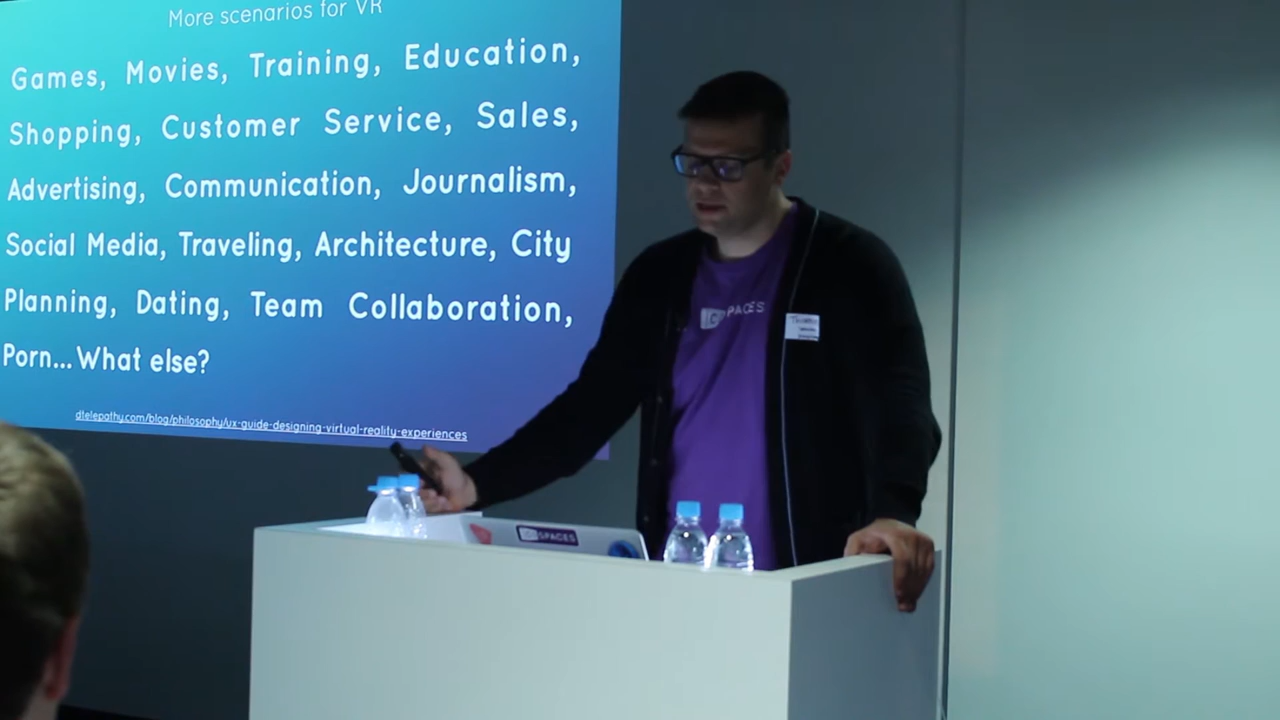 More scenarios for VR
Games, Movies, Training, Education,
Shopping, Customer Service, Sales,
Advertising, Communication, Journalism,
Social Media, Traveling, Architecture, City
Planning, Dating, Team Collaboration,
Porn... What else?
dtelepathy.com/blog/philosophy/ux-guide-designing-virtual-reality-experiences
SPACES
SPACES